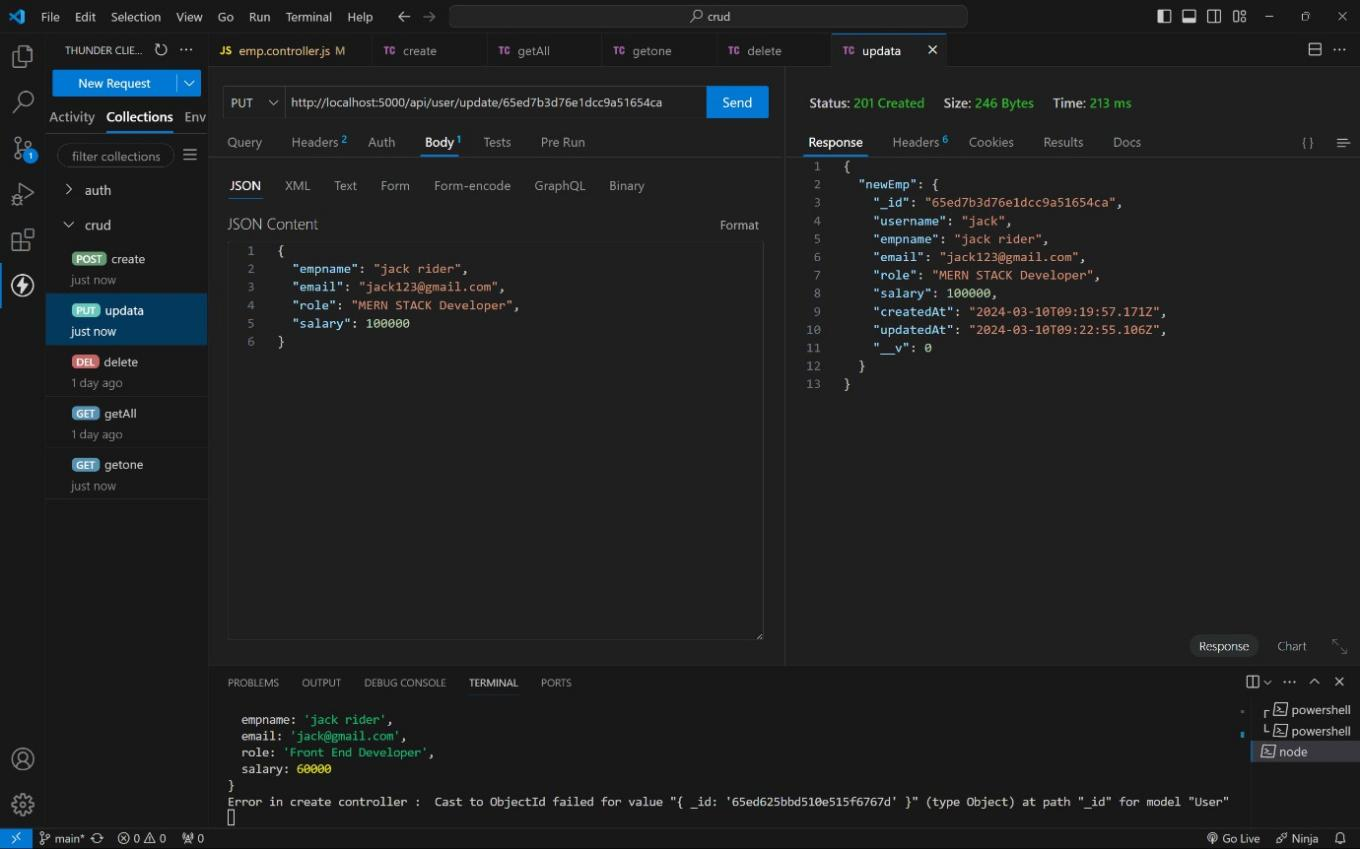 File Edit Selection View Go Run Terminal Help crud
THUNDER CLIE... ···
JS emp.controller.js M
TC create
TC getAll
TC getone
TC delete
TC updata
New Request
Activity Collections Env
filter collections
auth
crud
POST create
just now
PUT updata
just now
DEL delete
1 day ago
GET getAll
1 day ago
GET getone
just now
1
PUT http://localhost:5000/api/user/update/65ed7b3d76e1dcc9a51654ca Send
Query Headers 2 Auth Body 1 Tests Pre Run
JSON XML Text Form Form-encode GraphQL Binary
JSON Content Format
1 {
2 "empname": "jack rider",
3 "email": "jack123@gmail.com",
4 "role": "MERN STACK Developer",
5 "salary": 100000
6 }
Status: 201 Created Size: 246 Bytes Time: 213 ms
Response Headers 6 Cookies Results Docs { }
1 {
2 "newEmp": {
3 "_id": "65ed7b3d76e1dcc9a51654ca",
4 "username": "jack",
5 "empname": "jack rider",
6 "email": "jack123@gmail.com",
7 "role": "MERN STACK Developer",
8 "salary": 100000,
9 "createdAt": "2024-03-10T09:19:57.171Z",
10 "updatedAt": "2024-03-10T09:22:55.106Z",
11 "__v": 0
12 }
13 }
Response Chart
PROBLEMS OUTPUT DEBUG CONSOLE TERMINAL PORTS
empname: 'jack rider',
email: 'jack@gmail.com',
role: 'Front End Developer',
salary: 60000
}
Error in create controller : Cast to ObjectId failed for value "{ _id: '65ed625bbd510e515f6767d' }" (type Object) at path "_id" for model "User"
powershell
powershell
node
main* 0 0 0 Go Live Ninja